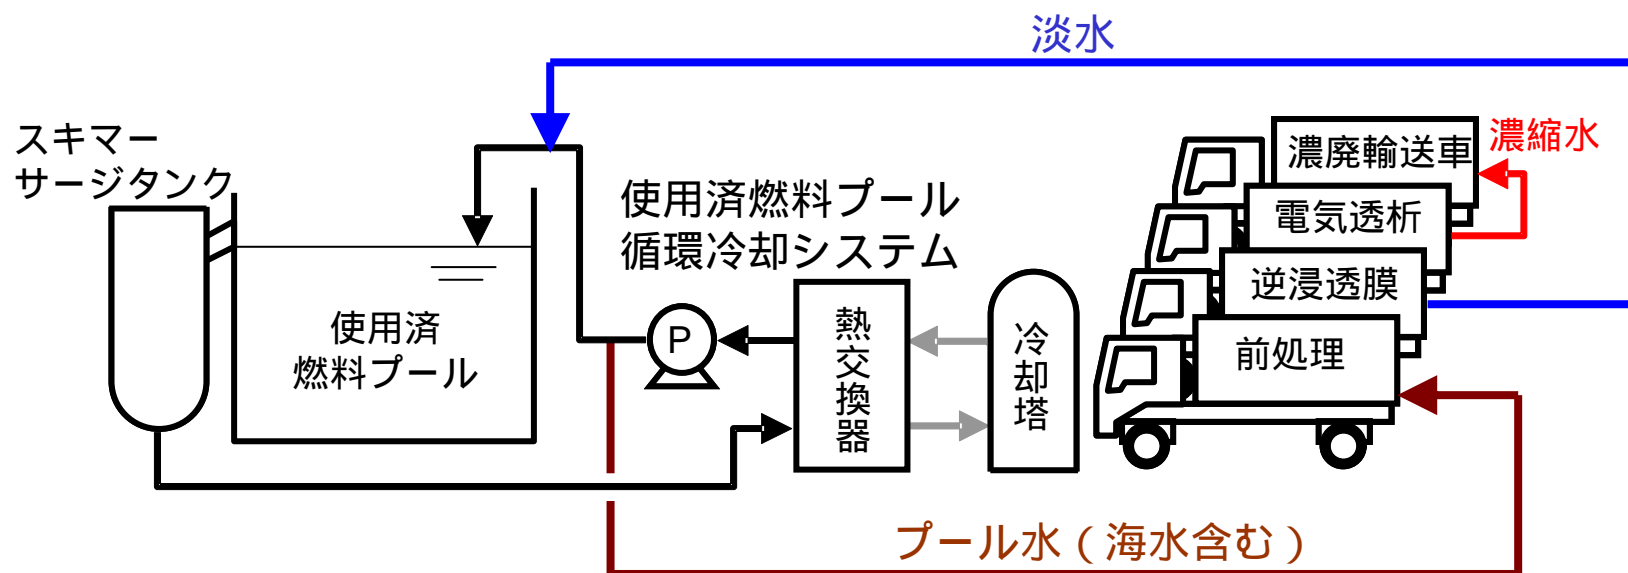 淡水
スキマー
サージタンク
濃廃輸送車
濃縮水
使用済燃料プール
循環冷却システム
電気透析
逆浸透膜
使用済
燃料プール
P
熱交換器
冷却塔
前処理
プール水(海水含む)